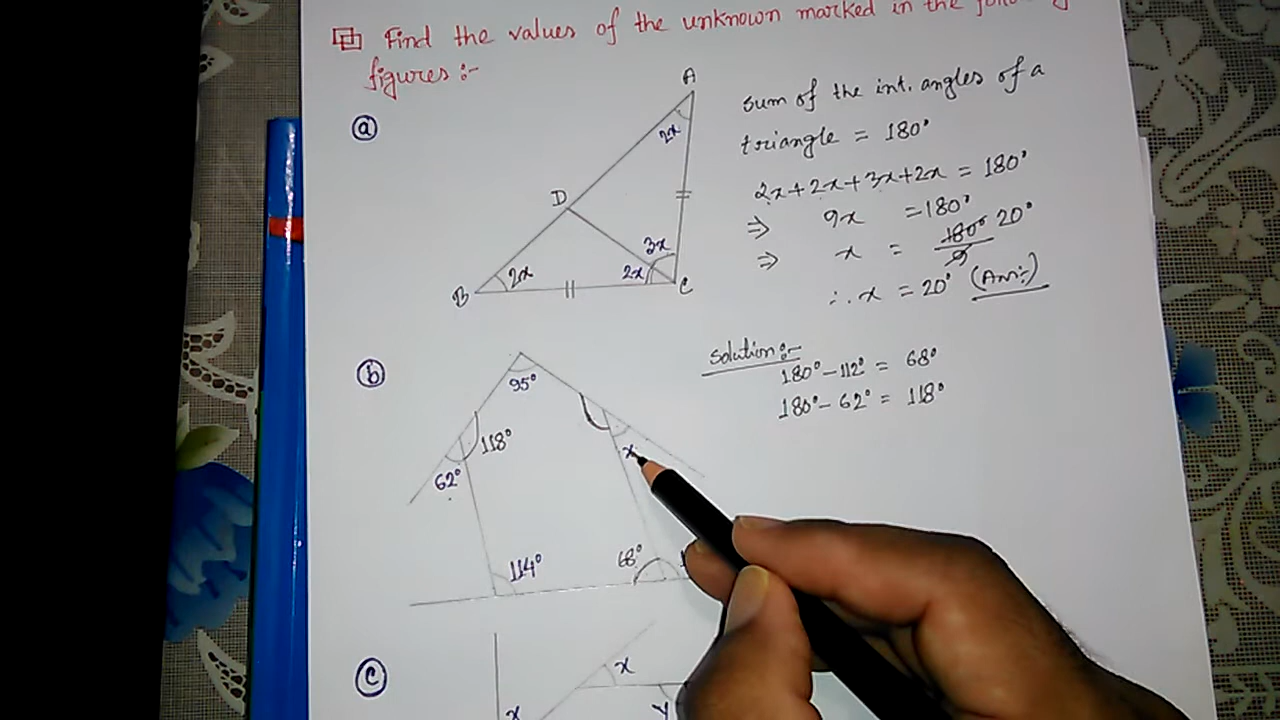 Find the values of the unknown marked in the
figures :-
(a)
A
2x
D
3x
B
2x
2x
C
sum of the int. angles of a
triangle = 180°
2x+2x+3x+2x = 180°
⇒ 9x = 180°
⇒ x = 180° 20°
9
∴ x = 20° (Ans:-)
(b)
95°
118°
62°
x
114°
68°
Solution:-
180° - 112° = 68°
180° - 62° = 118°
(c)
x
x
y